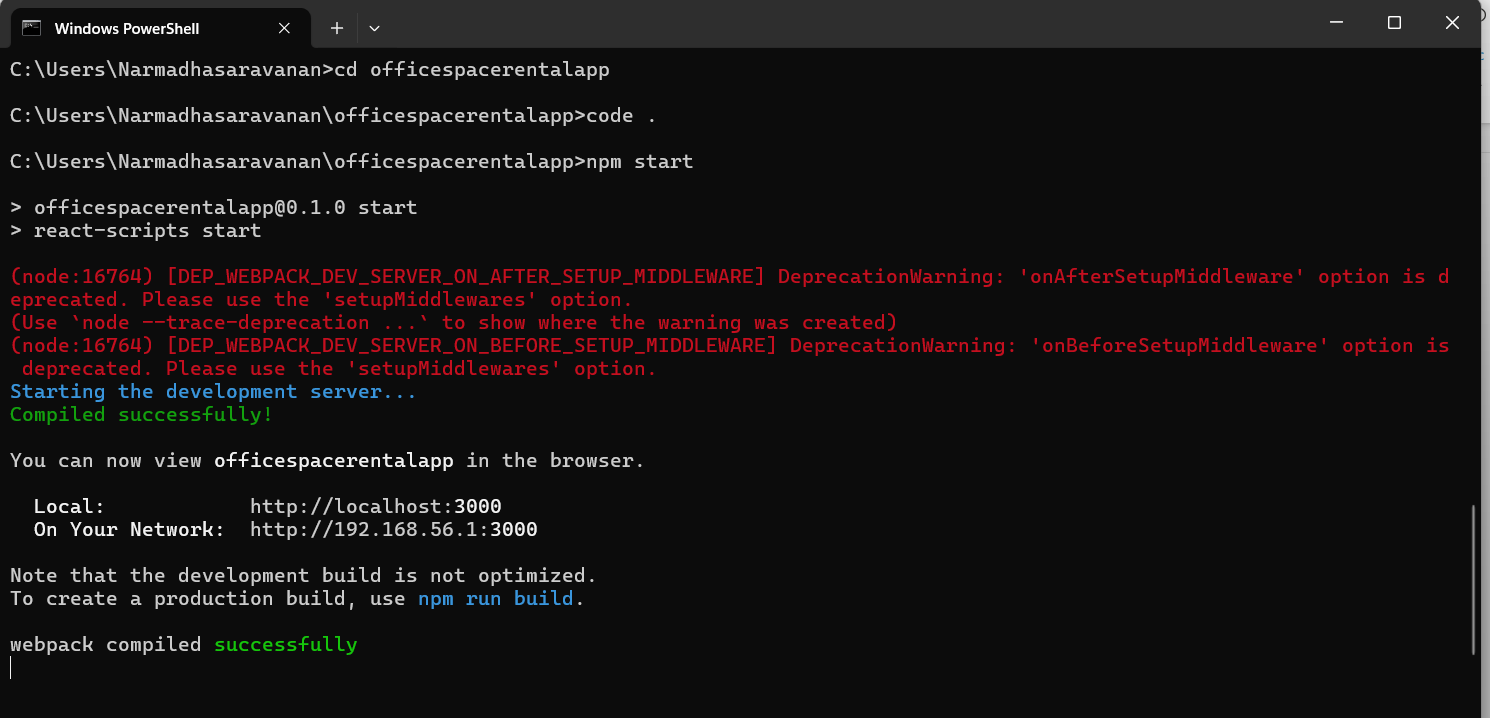 Windows PowerShell
C:\Users\Narmadhasaravanan>cd officespacerentalapp
C:\Users\Narmadhasaravanan\officespacerentalapp>code .
C:\Users\Narmadhasaravanan\officespacerentalapp>npm start
> officespacerentalapp@0.1.0 start
> react-scripts start
(node:16764) [DEP_WEBPACK_DEV_SERVER_ON_AFTER_SETUP_MIDDLEWARE] DeprecationWarning: 'onAfterSetupMiddleware' option is d
eprecated. Please use the 'setupMiddlewares' option.
(Use `node --trace-deprecation ...` to show where the warning was created)
(node:16764) [DEP_WEBPACK_DEV_SERVER_ON_BEFORE_SETUP_MIDDLEWARE] DeprecationWarning: 'onBeforeSetupMiddleware' option is
 deprecated. Please use the 'setupMiddlewares' option.
Starting the development server...
Compiled successfully!
You can now view officespacerentalapp in the browser.
  Local:            http://localhost:3000
  On Your Network:  http://192.168.56.1:3000
Note that the development build is not optimized.
To create a production build, use npm run build.
webpack compiled successfully